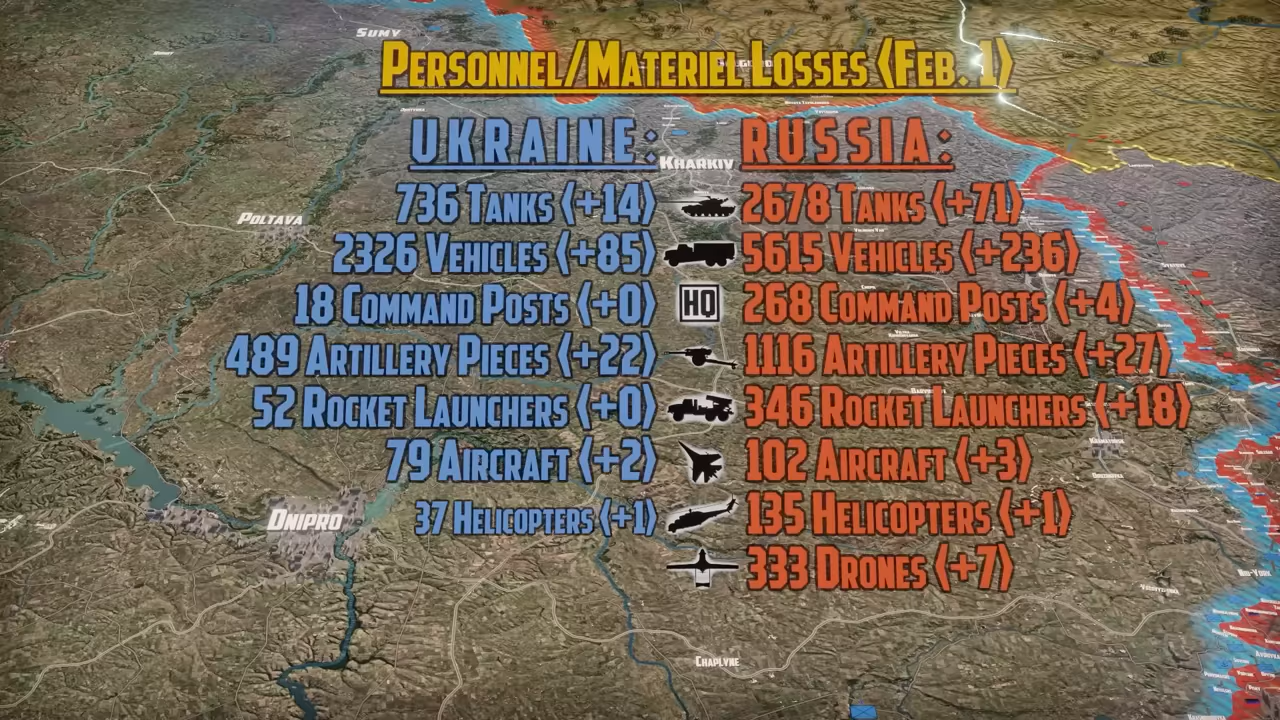 Sumy
Personnel/Materiel Losses (Feb. 1)
Ukraine:
Russia:
Kharkiv
736 Tanks (+14)
2678 Tanks (+71)
Poltava
2326 Vehicles (+85)
5615 Vehicles (+236)
18 Command Posts (+0)
HQ
268 Command Posts (+4)
489 Artillery Pieces (+22)
1116 Artillery Pieces (+27)
52 Rocket Launchers (+0)
346 Rocket Launchers (+18)
79 Aircraft (+2)
102 Aircraft (+3)
Dnipro
37 Helicopters (+1)
135 Helicopters (+1)
333 Drones (+7)
Chaplyne